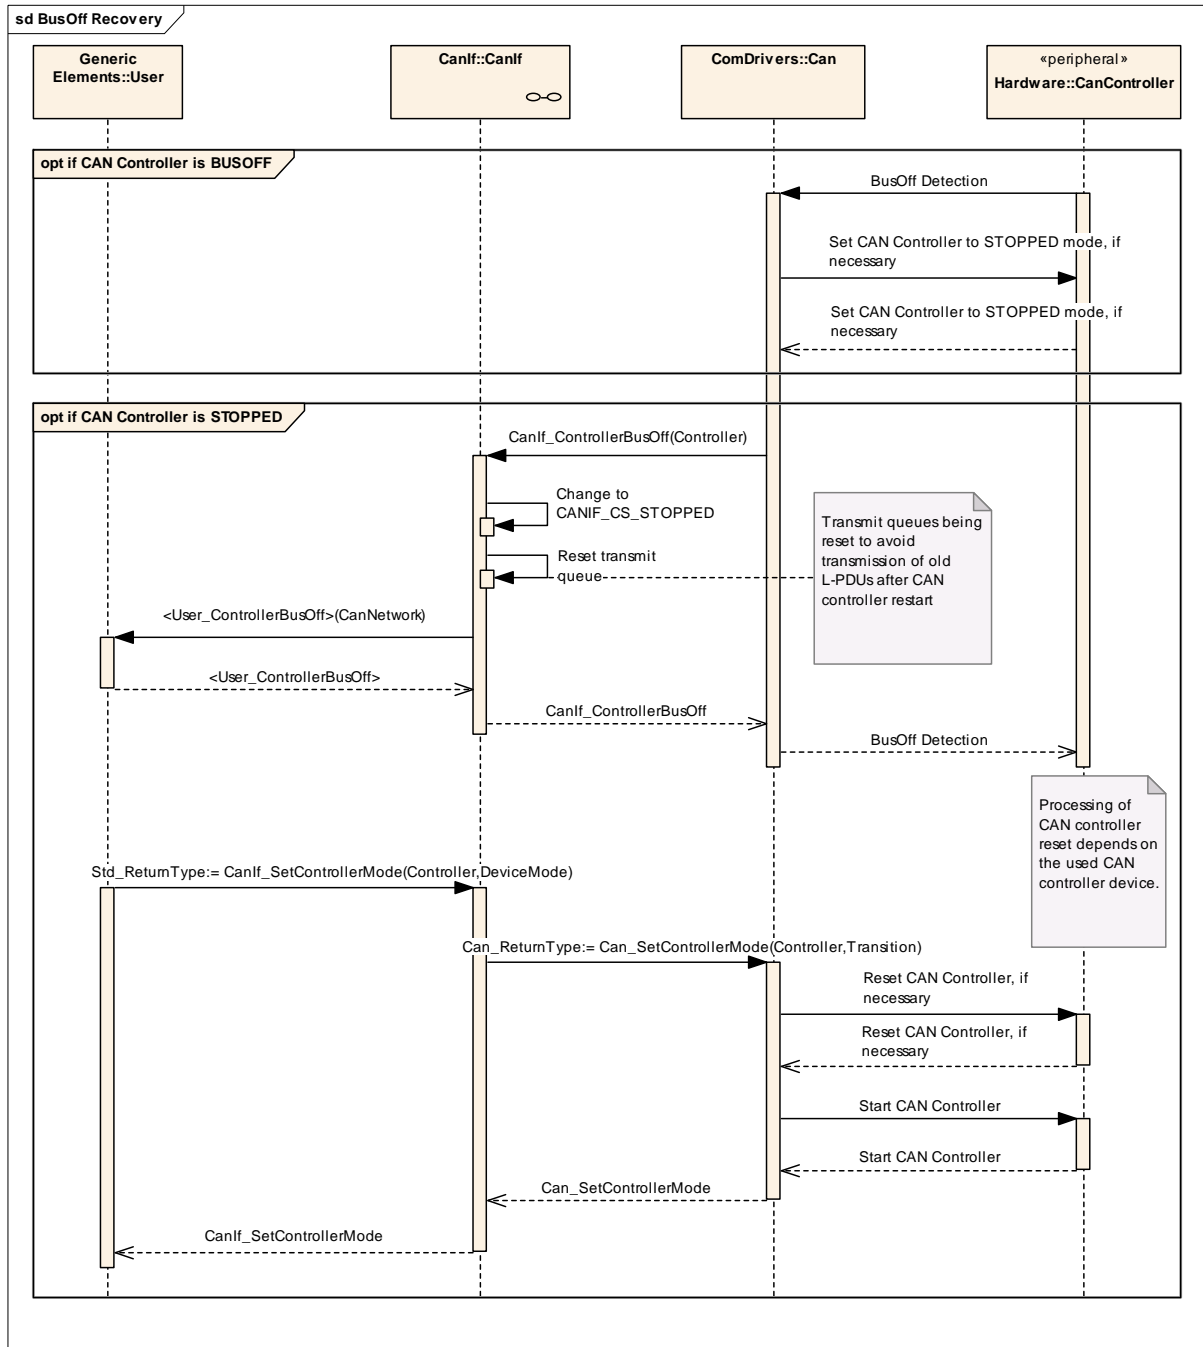 sd BusOff Recovery
Generic
Elements::User
CanIf::CanIf
ComDrivers::Can
«peripheral»
Hardware::CanController
opt if CAN Controller is BUSOFF
BusOff Detection
Set CAN Controller to STOPPED mode, if
necessary
Set CAN Controller to STOPPED mode, if
necessary
opt if CAN Controller is STOPPED
CanIf_ControllerBusOff(Controller)
Change to
CANIF_CS_STOPPED
Transmit queues being
reset to avoid
transmission of old
L-PDUs after CAN
controller restart
Reset transmit
queue
<User_ControllerBusOff>(CanNetwork)
<User_ControllerBusOff>
CanIf_ControllerBusOff
BusOff Detection
Processing of
CAN controller
reset depends on
the used CAN
controller device.
Std_ReturnType:= CanIf_SetControllerMode(Controller,DeviceMode)
Can_ReturnType:= Can_SetControllerMode(Controller,Transition)
Reset CAN Controller, if
necessary
Reset CAN Controller, if
necessary
Start CAN Controller
Start CAN Controller
Can_SetControllerMode
CanIf_SetControllerMode